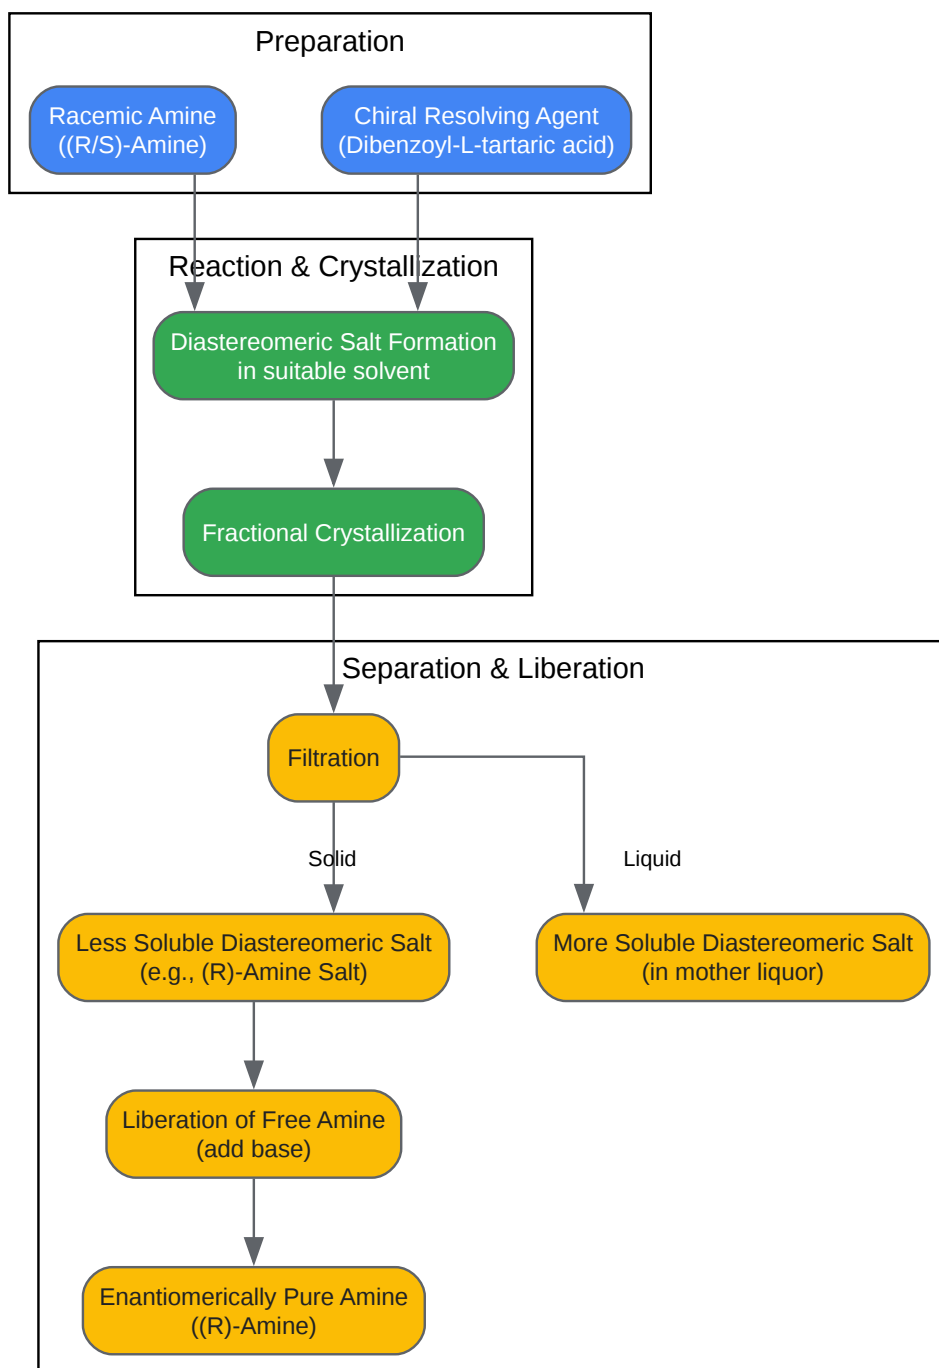 Preparation
Racemic Amine
((R/S)-Amine)
Chiral Resolving Agent
(Dibenzoyl-L-tartaric acid)
Reaction & Crystallization
Diastereomeric Salt Formation
in suitable solvent
Fractional Crystallization
Separation & Liberation
Filtration
Solid
Liquid
Less Soluble Diastereomeric Salt
(e.g., (R)-Amine Salt)
More Soluble Diastereomeric Salt
(in mother liquor)
Liberation of Free Amine
(add base)
Enantiomerically Pure Amine
((R)-Amine)